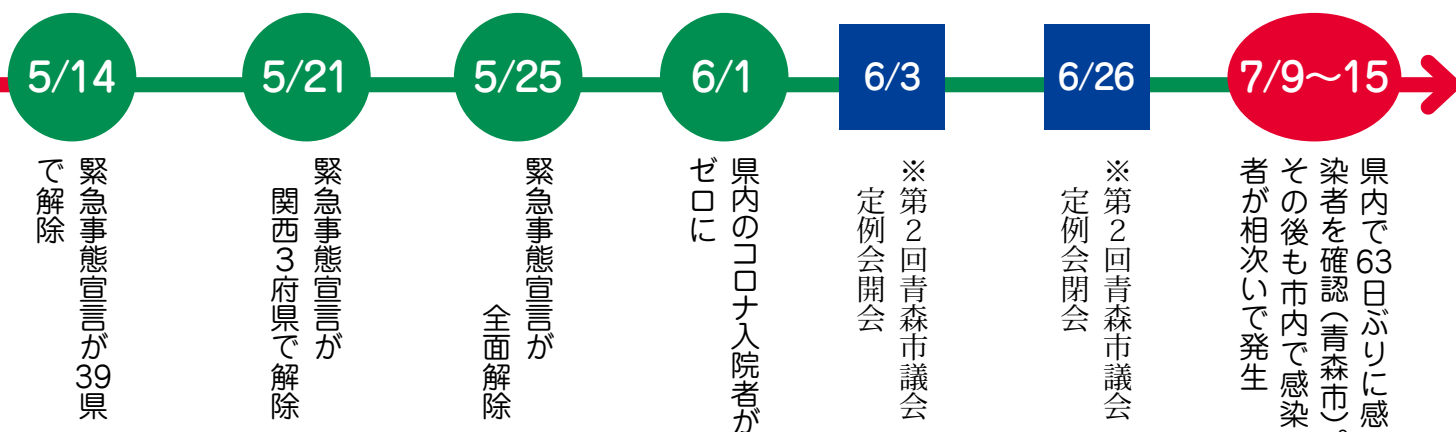 5/14
緊急事態宣言が39県
で解除
5/21
緊急事態宣言が
関西3府県で解除
5/25
緊急事態宣言が
全面解除
6/1
県内のコロナ入院者が
ゼロに
6/3
※第2回青森市議会
定例会開会
6/26
※第2回青森市議会
定例会閉会
7/9〜15
県内で63日ぶりに感
染者を確認（青森市）。
その後も市内で感染
者が相次いで発生